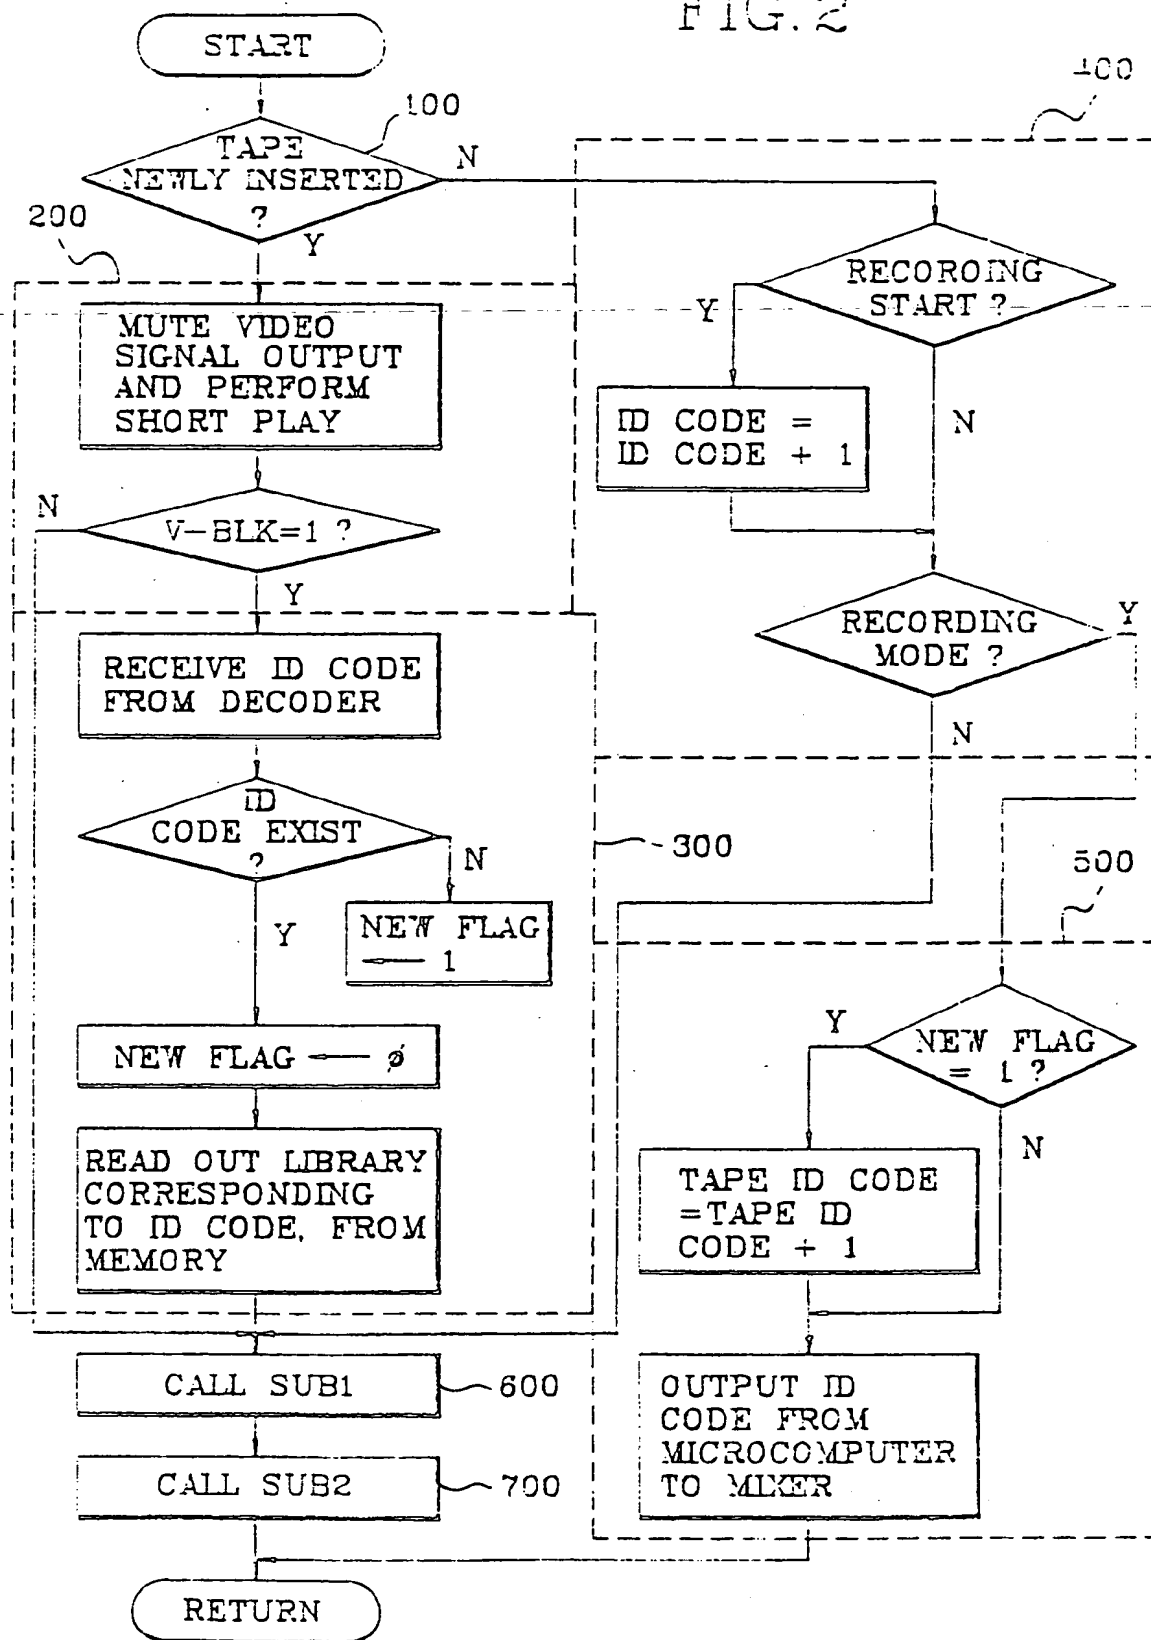 FIG. 2
START
100
TAPE
NEWLY INSERTED
?
N
Y
200
MUTE VIDEO
SIGNAL OUTPUT
AND PERFORM
SHORT PLAY
N
V-BLK=1 ?
Y
RECEIVE ID CODE
FROM DECODER
ID
CODE EXIST
?
N
Y
NEW FLAG
← 1
NEW FLAG ← ø
READ OUT LIBRARY
CORRESPONDING
TO ID CODE, FROM
MEMORY
300
CALL SUB1
600
CALL SUB2
700
RETURN
400
RECOROING
START ?
Y
N
ID CODE =
ID CODE + 1
RECORDING
MODE ?
Y
N
500
NEW FLAG
= 1 ?
Y
N
TAPE ID CODE
=TAPE ID
CODE + 1
OUTPUT ID
CODE FROM
MICROCOMPUTER
TO MIXER